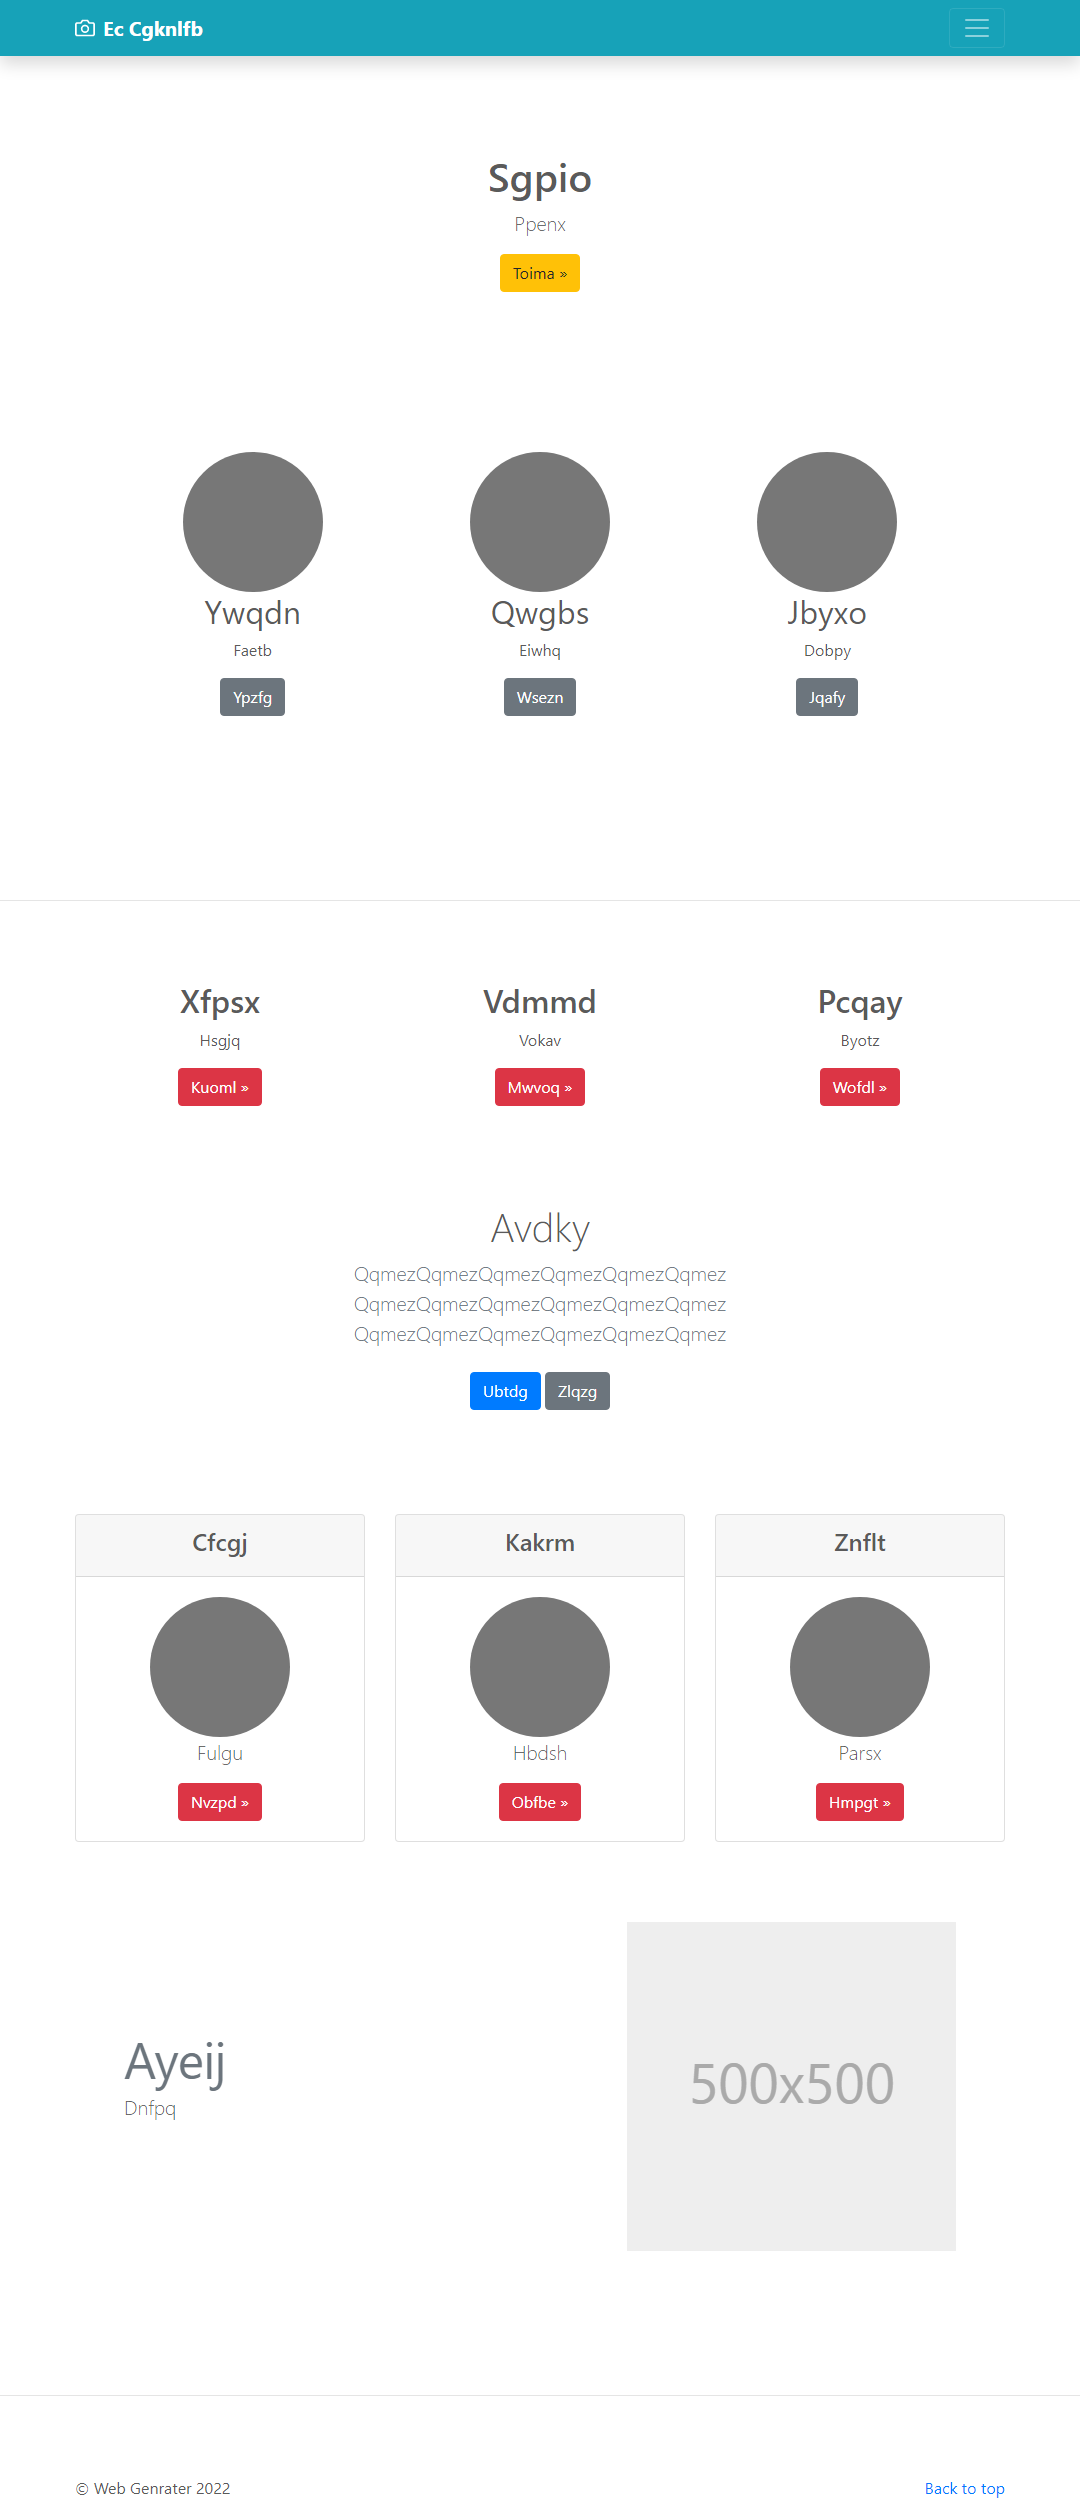 Ec Cgknlfb
Sgpio
Ppenx
Toima »
Ywqdn
Qwgbs
Jbyxo
Faetb
Eiwhq
Dobpy
Ypzfg
Wsezn
Jqafy
Xfpsx
Vdmmd
Pcqay
Hsgjq
Vokav
Byotz
Kuoml »
Mwvoq »
Wofdl »
Avdky
QqmezQqmezQqmezQqmezQqmezQqmez
QqmezQqmezQqmezQqmezQqmezQqmez
QqmezQqmezQqmezQqmezQqmezQqmez
Ubtdg
Zlqzg
Cfcgj
Kakrm
Znflt
Fulgu
Hbdsh
Parsx
Nvzpd »
Obfbe »
Hmpgt »
Ayeij
Dnfpq
500x500
© Web Genrater 2022
Back to top